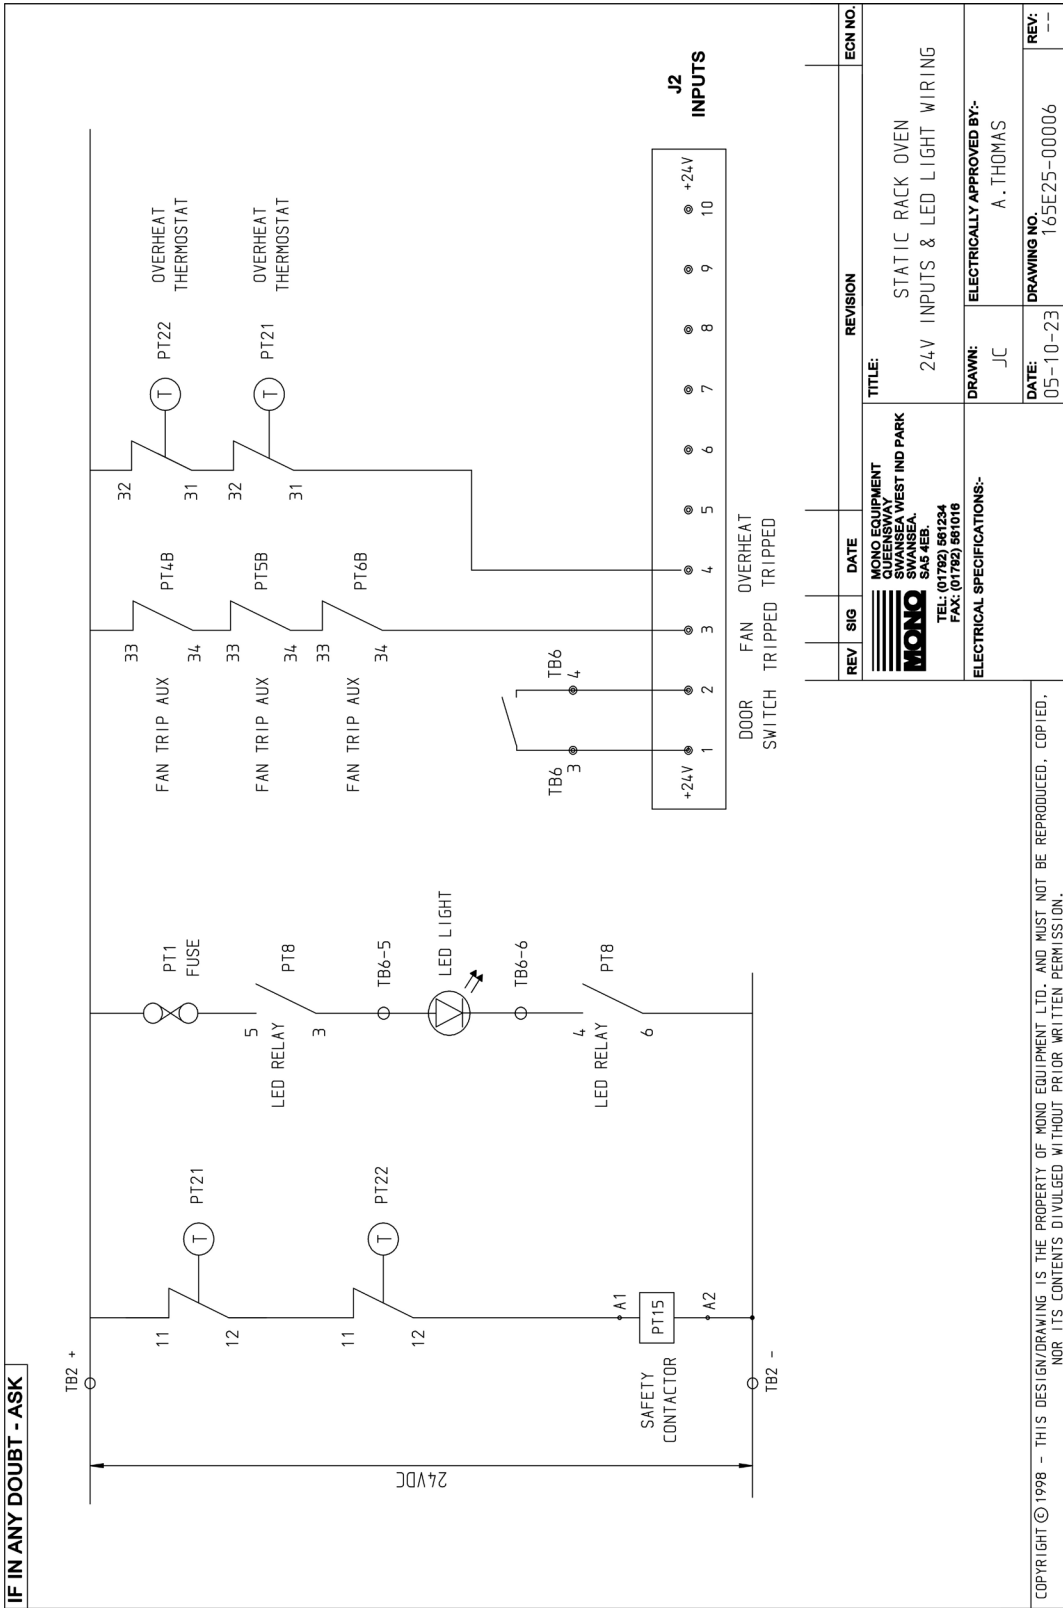 IF IN ANY DOUBT - ASK
TB2 +
24VDC
TB2 -
11
12
T
PT21
11
12
T
PT22
SAFETY
CONTACTOR
A1
PT15
A2
PT1
FUSE
5
3
PT8
LED RELAY
TB6-5
LED LIGHT
TB6-6
4
6
PT8
LED RELAY
33
34
PT4B
FAN TRIP AUX
33
34
PT5B
FAN TRIP AUX
33
34
PT6B
FAN TRIP AUX
32
31
T
PT22
OVERHEAT
THERMOSTAT
32
31
T
PT21
OVERHEAT
THERMOSTAT
TB6
3
TB6
4
J2
INPUTS
+24V
1
2
3
4
5
6
7
8
9
10
+24V
DOOR
SWITCH
FAN
TRIPPED
OVERHEAT
TRIPPED
REV
SIG
DATE
REVISION
ECN NO.
MONO
MONO EQUIPMENT
QUEENSWAY
SWANSEA WEST IND PARK
SWANSEA.
SA5 4EB.
TEL: (01792) 561234
FAX: (01792) 561016
TITLE:
STATIC RACK OVEN
24V INPUTS & LED LIGHT WIRING
ELECTRICAL SPECIFICATIONS:-
DRAWN:
JC
ELECTRICALLY APPROVED BY:-
A.THOMAS
DATE:
05-10-23
DRAWING NO.
165E25-00006
REV:
--
COPYRIGHT © 1998 - THIS DESIGN/DRAWING IS THE PROPERTY OF MONO EQUIPMENT LTD. AND MUST NOT BE REPRODUCED, COPIED,
NOR ITS CONTENTS DIVULGED WITHOUT PRIOR WRITTEN PERMISSION.